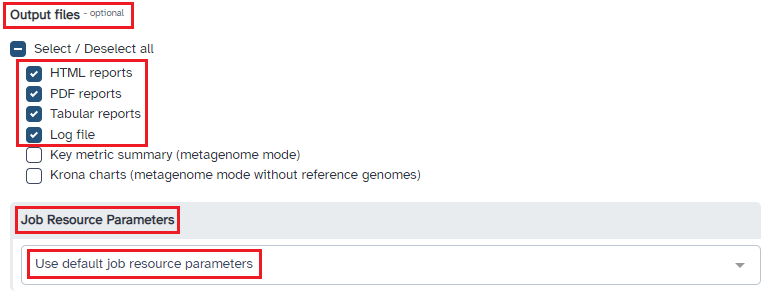 Output files - optional
Select / Deselect all
HTML reports
PDF reports
Tabular reports
Log file
Key metric summary (metagenome mode)
Krona charts (metagenome mode without reference genomes)
Job Resource Parameters
Use default job resource parameters